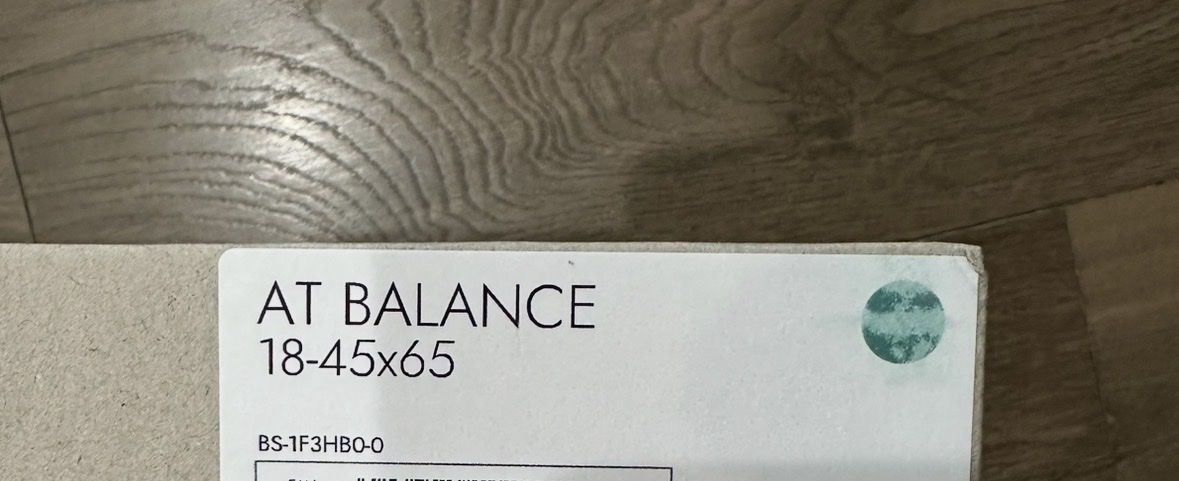 AT BALANCE
18-45x65
BS-1F3HB0-0